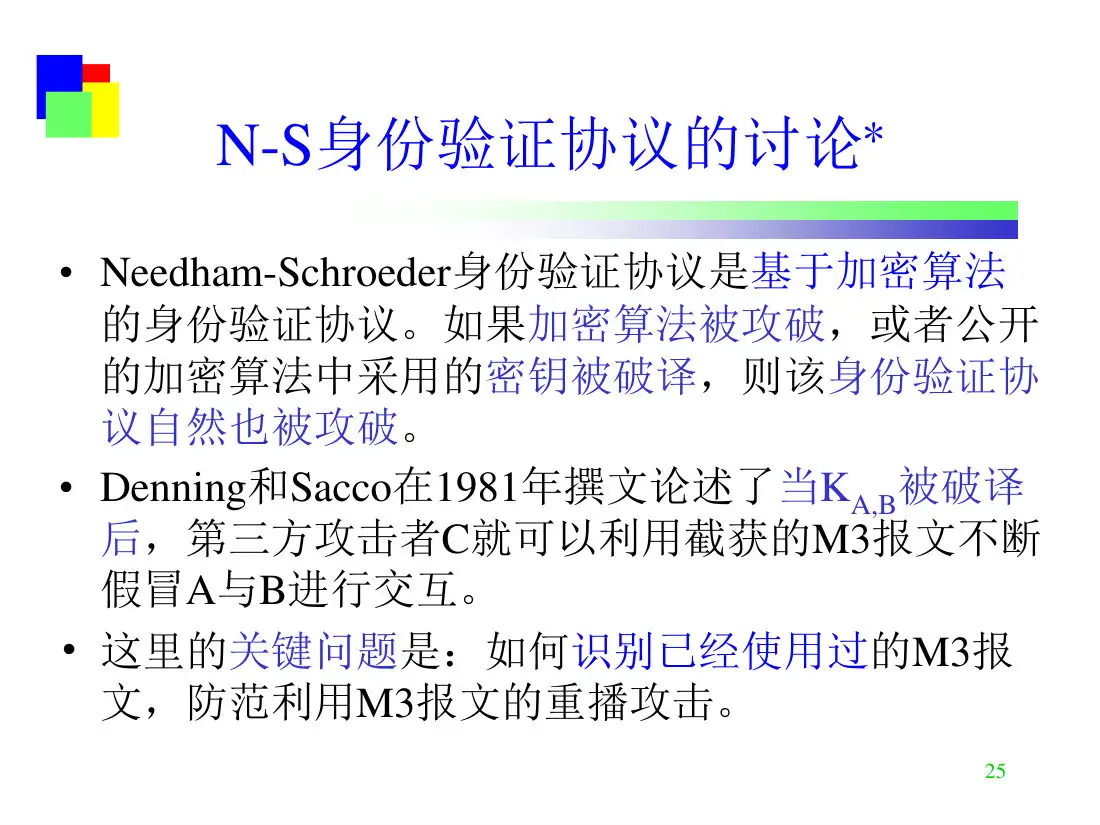 N-S身份验证协议的讨论*
• Needham-Schroeder身份验证协议是基于加密算法
的身份验证协议。如果加密算法被攻破，或者公开
的加密算法中采用的密钥被破译，则该身份验证协
议自然也被攻破。
• Denning和Sacco在1981年撰文论述了当KA,B被破译
后，第三方攻击者C就可以利用截获的M3报文不断
假冒A与B进行交互。
• 这里的关键问题是：如何识别已经使用过的M3报
文，防范利用M3报文的重播攻击。
25